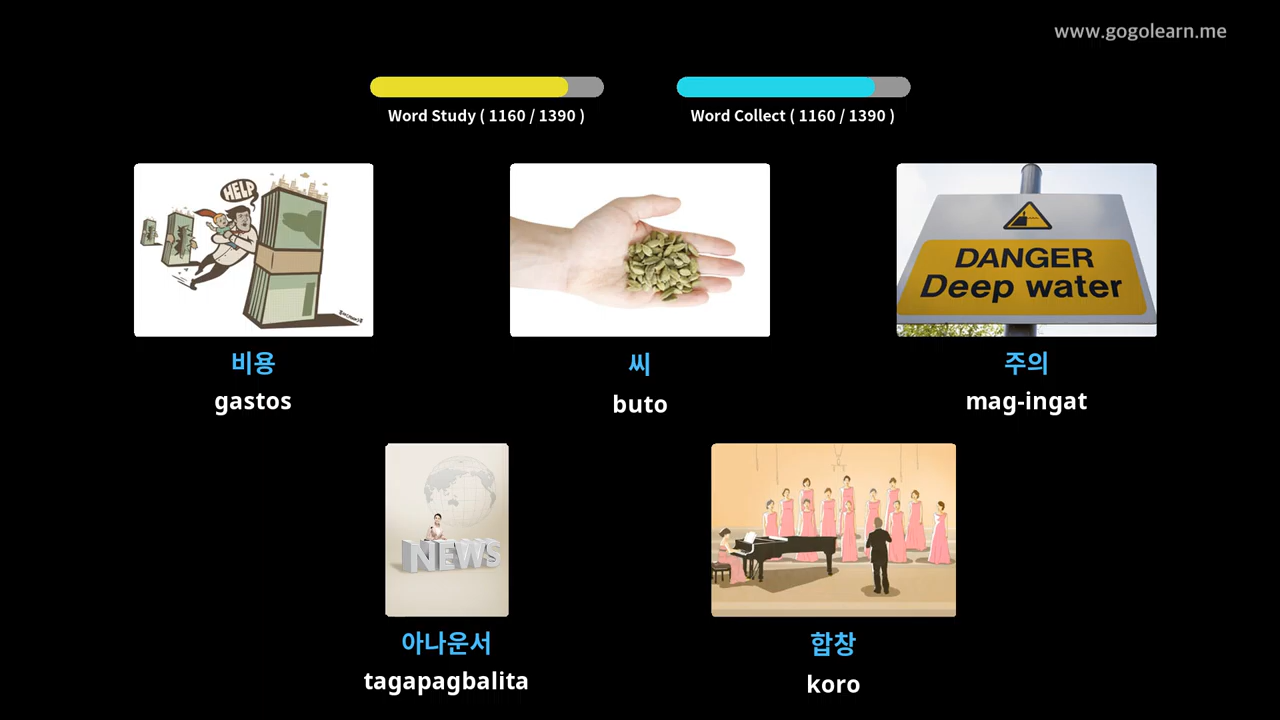 www.gogolearn.me
Word Study ( 1160 / 1390 )
Word Collect ( 1160 / 1390 )
HELP
DANGER
Deep water
비용
씨
주의
gastos
buto
mag-ingat
NEWS
아나운서
합창
tagapagbalita
koro